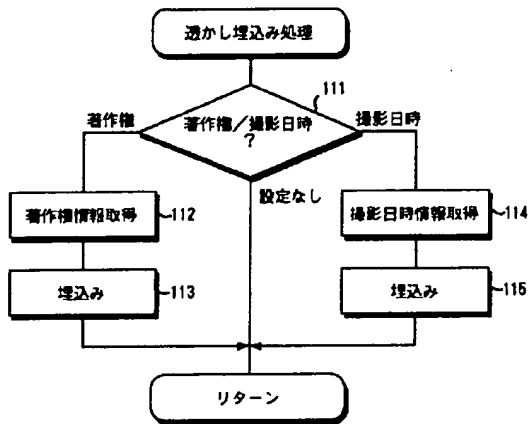 透かし埋込み処理
111
著作権
著作権/撮影日時
?
撮影日時
設定なし
著作権情報取得
112
撮影日時情報取得
114
埋込み
113
埋込み
115
リターン